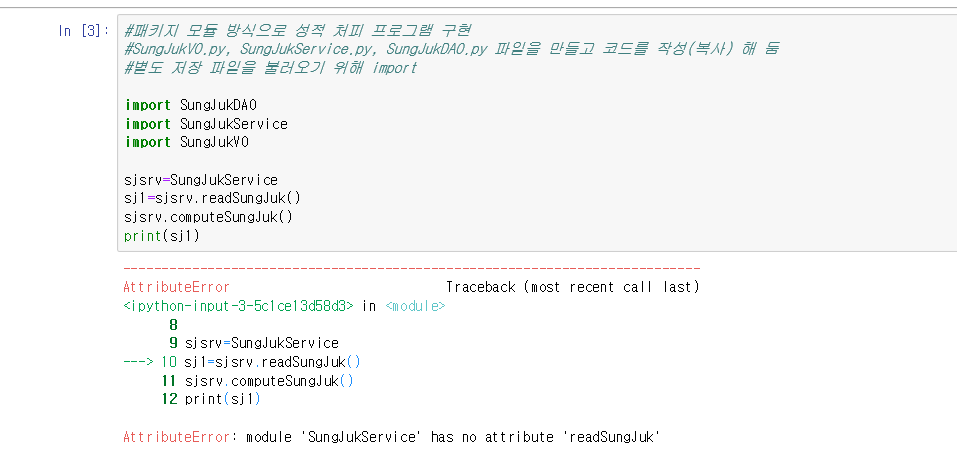 In [3]:
#패키지 모듈 방식으로 성적 처피 프로그램 구현
#SungJukVO.py, SungJukService.py, SungJukDAO.py 파일을 만들고 코드를 작성(복사) 해 둠
#별도 저장 파일을 불러오기 위해 import
import SungJukDAO
import SungJukService
import SungJukVO
sjsrv=SungJukService
sj1=sjsrv.readSungJuk()
sjsrv.computeSungJuk()
print(sj1)
---------------------------------------------------------------------------
AttributeError                            Traceback (most recent call last)
<ipython-input-3-5c1ce13d58d3> in <module>
      8
      9 sjsrv=SungJukService
---> 10 sj1=sjsrv.readSungJuk()
     11 sjsrv.computeSungJuk()
     12 print(sj1)
AttributeError: module 'SungJukService' has no attribute 'readSungJuk'